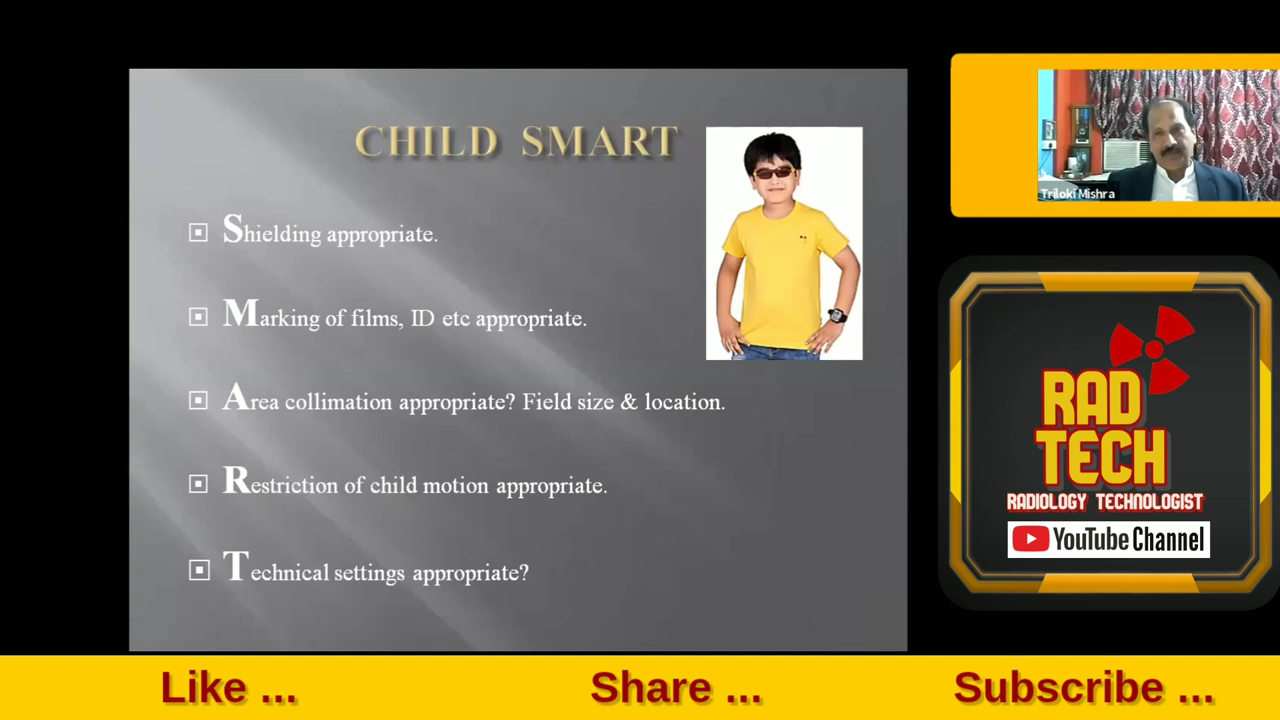 CHILD SMART
Shielding appropriate.
Marking of films, ID etc appropriate.
Area collimation appropriate? Field size & location.
Restriction of child motion appropriate.
Technical settings appropriate?
Triloki Mishra
RAD
TECH
RADIOLOGY TECHNOLOGIST
YouTube Channel
Like ...
Share ...
Subscribe ...